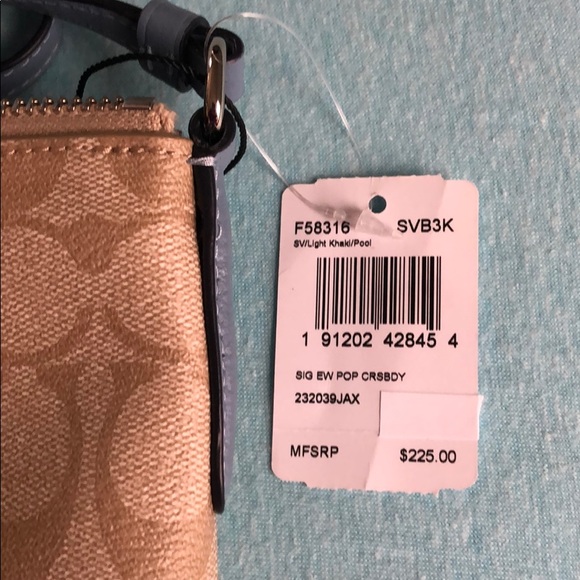 F58316 SVB3K
SV/Light Khaki/Pool
1 91202 42845 4
SIG EW POP CRSBDY
232039JAX
MFSRP $225.00